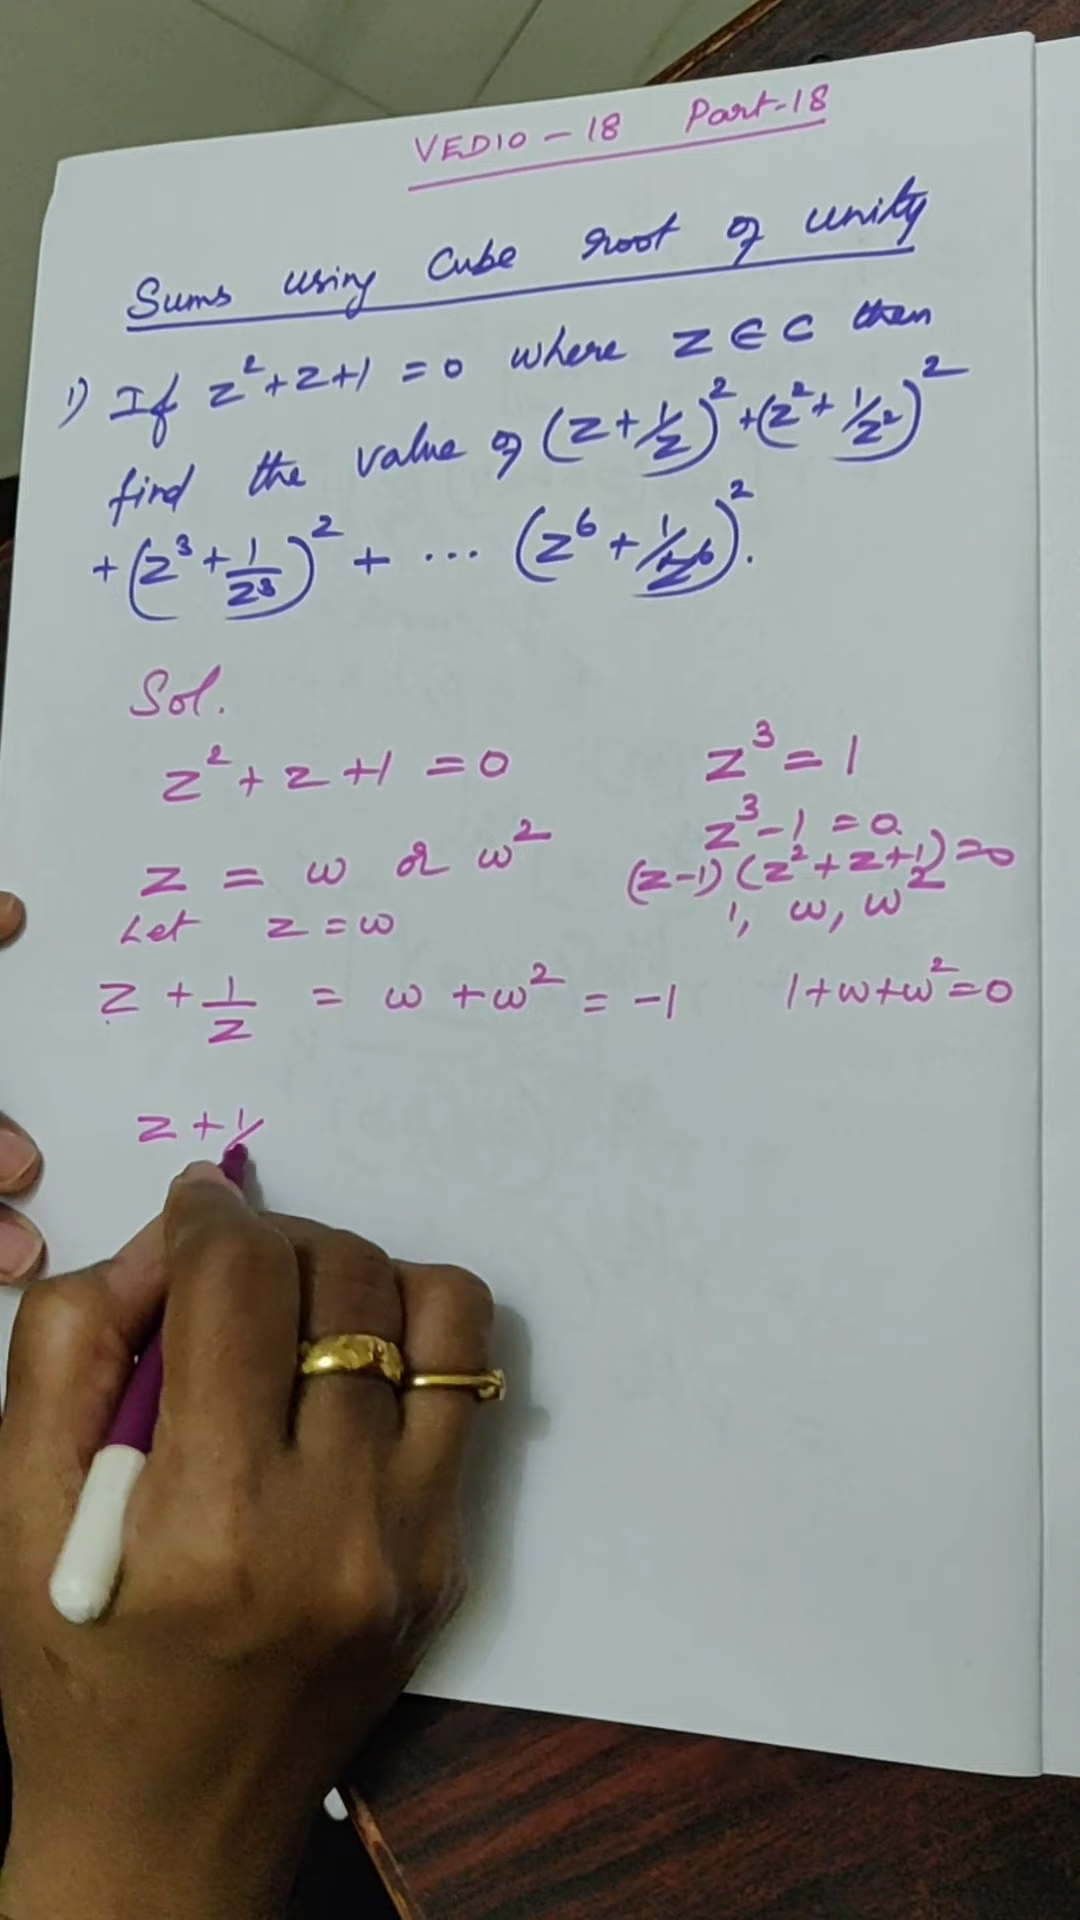 VEDIO - 18 Part-18
Sums using Cube root of unity
1) If z² + z + 1 = 0 where z ∈ C then
find the value of (z + 1/z)² + (z² + 1/z²)²
+ (z³ + 1/z³)² + ... (z⁶ + 1/z⁶)².
Sol.
z² + z + 1 = 0
z³ = 1
z³ - 1 = 0
z = ω or ω²
(z-1) (z² + z + 1) = 0
Let z = ω
1, ω, ω²
z + 1/z = ω + ω² = -1
1 + ω + ω² = 0
z + 1/